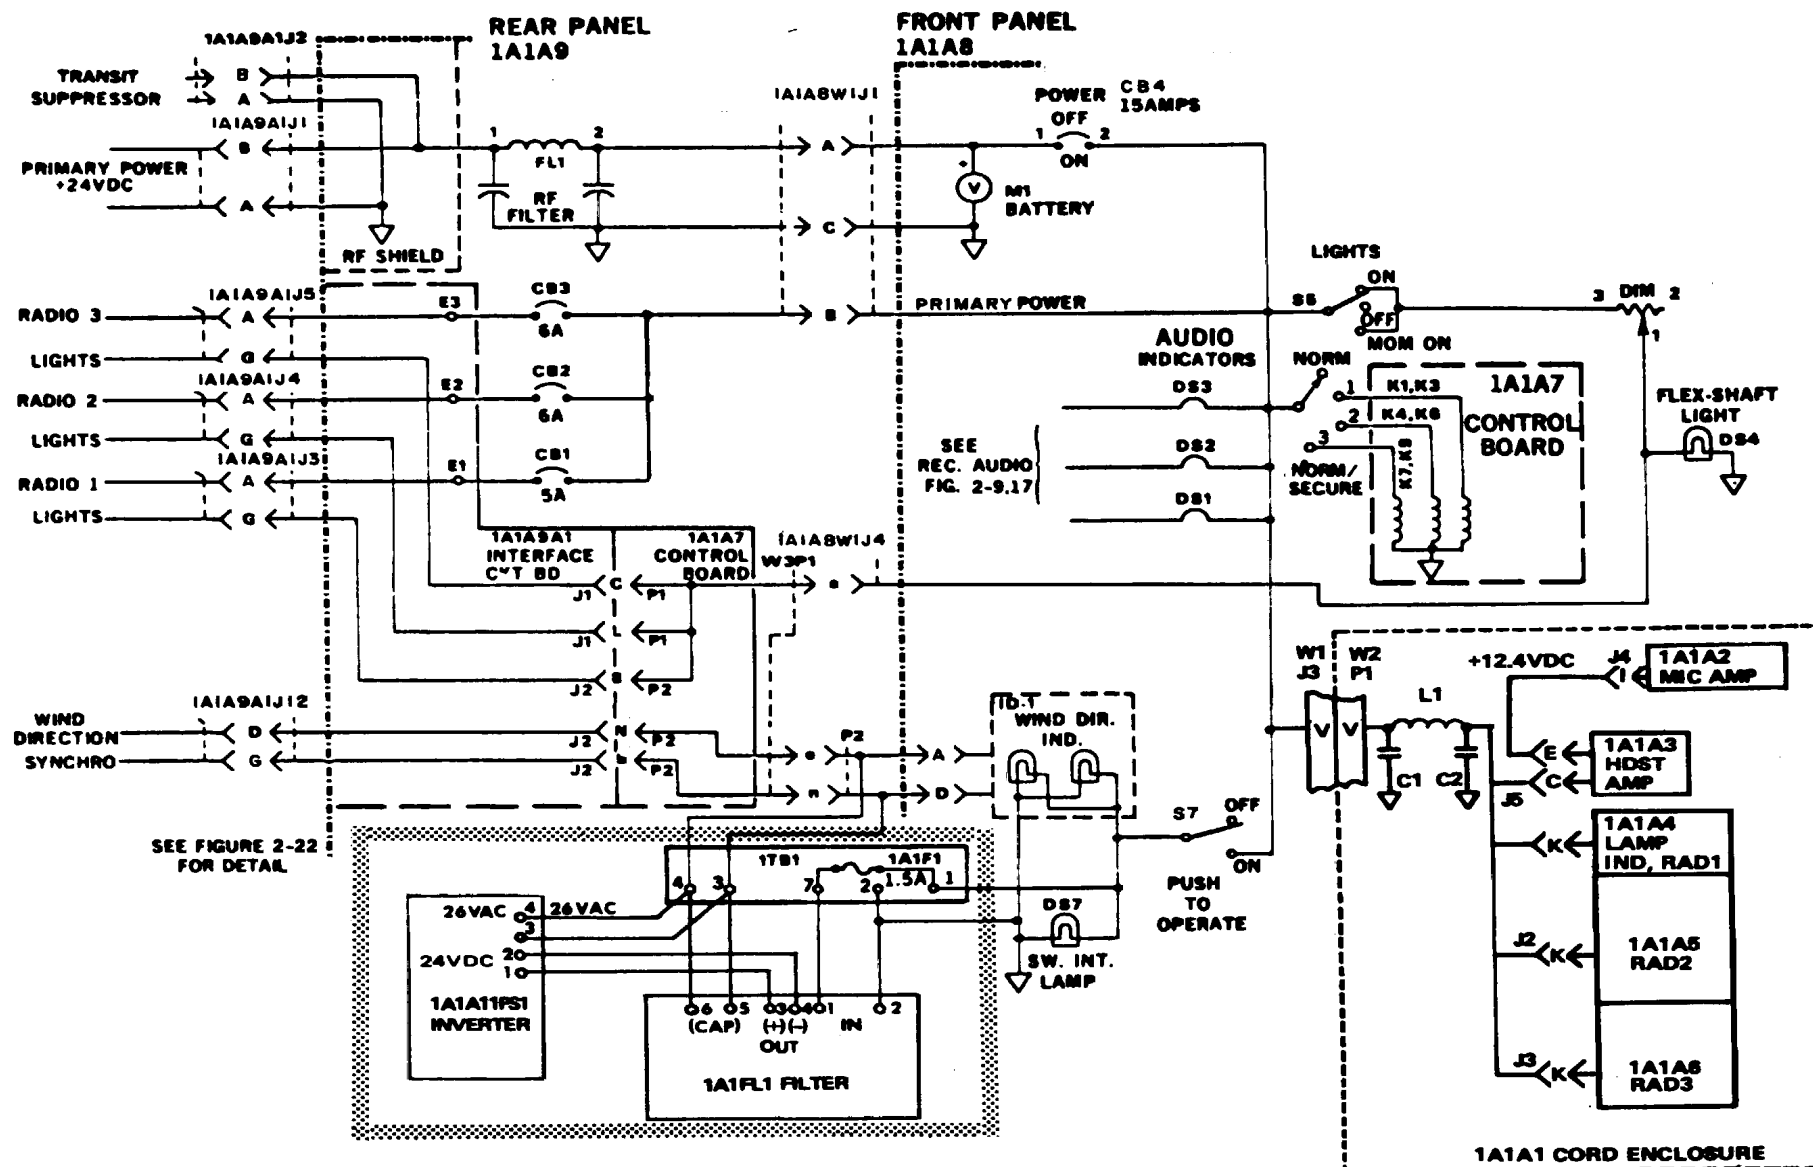 REAR PANEL
1A1A9
FRONT PANEL
1A1A8
1A1A9A1J2
TRANSIT
SUPPRESSOR
B
A
1A1A9A1J1
PRIMARY POWER
+24VDC
B
A
RF SHIELD
1
2
FL1
RF
FILTER
1A1A8W1J1
A
C
B
POWER
OFF
CB4
15AMPS
1
2
ON
+
V
M1
BATTERY
PRIMARY POWER
LIGHTS
ON
S5
OFF
MOM ON
3
DIM
2
1
RADIO 3
1A1A9A1J5
A
E3
CB3
6A
LIGHTS
G
RADIO 2
1A1A9A1J4
A
E2
CB2
6A
LIGHTS
G
RADIO 1
1A1A9A1J3
A
E1
CB1
5A
LIGHTS
G
AUDIO
INDICATORS
DS3
DS2
DS1
SEE
REC. AUDIO
FIG. 2-9,17
NORM
1
2
3
NORM/
SECURE
K1,K3
K4,K6
K7,K9
1A1A7
CONTROL
BOARD
FLEX-SHAFT
LIGHT
DS4
1A1A9A1
INTERFACE
CKT BD
1A1A7
CONTROL
BOARD
1A1A8W1J4
W3P1
J1
C
P1
J1
L
P1
J2
P2
WIND
DIRECTION
SYNCHRO
1A1A9A1J12
D
G
J2
N
P2
J2
P2
P2
A
D
ID-1
WIND DIR.
IND.
SEE FIGURE 2-22
FOR DETAIL
S7
OFF
ON
PUSH
TO
OPERATE
DS7
SW. INT.
LAMP
1TB1
1A1F1
1.5A
4
3
7
2
1
26VAC
4
26VAC
3
24VDC
2
1
1A1A11PS1
INVERTER
6
5
3
4
1
2
(CAP)
(+)
(-)
IN
OUT
1A1FL1 FILTER
W1
J3
W2
P1
V
V
L1
C1
C2
+12.4VDC
J4
1A1A2
MIC AMP
E
C
J5
1A1A3
HDST
AMP
K
1A1A4
LAMP
IND, RAD1
J2
K
1A1A5
RAD2
J3
K
1A1A6
RAD3
1A1A1 CORD ENCLOSURE